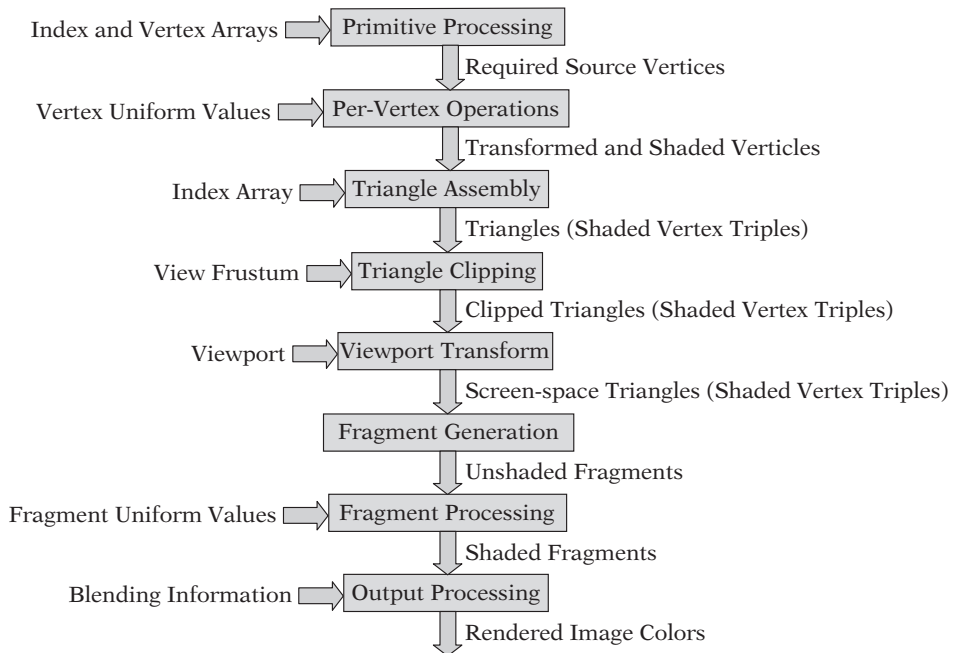 Index and Vertex Arrays
Primitive Processing
Required Source Vertices
Vertex Uniform Values
Per-Vertex Operations
Transformed and Shaded Verticles
Index Array
Triangle Assembly
Triangles (Shaded Vertex Triples)
View Frustum
Triangle Clipping
Clipped Triangles (Shaded Vertex Triples)
Viewport
Viewport Transform
Screen-space Triangles (Shaded Vertex Triples)
Fragment Generation
Unshaded Fragments
Fragment Uniform Values
Fragment Processing
Shaded Fragments
Blending Information
Output Processing
Rendered Image Colors